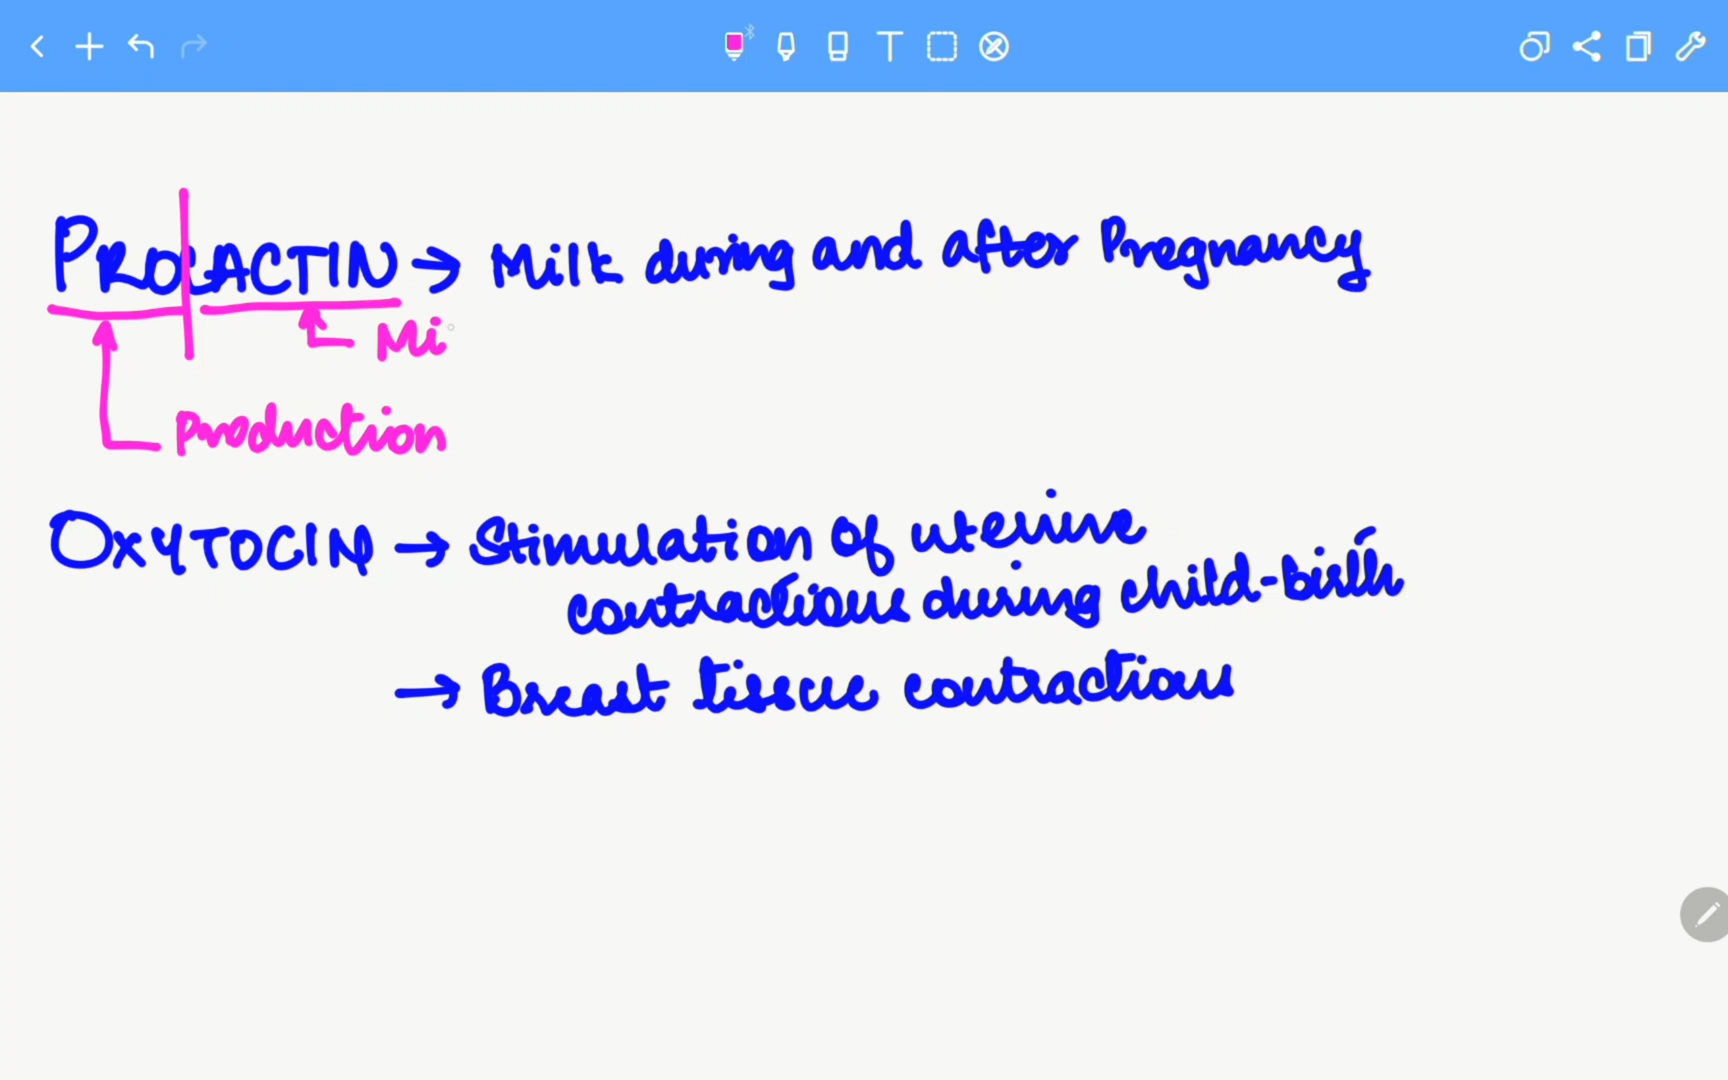 PROLACTIN → Milk during and after Pregnancy
Mi
Production
OXYTOCIN → Stimulation of uterine
contractions during child-Birth
→ Breast tissue contractions